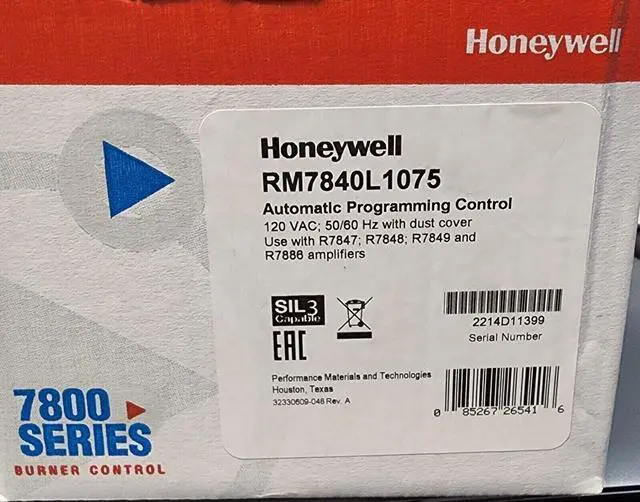 Honeywell
Honeywell
RM7840L1075
Automatic Programming Control
120 VAC; 50/60 Hz with dust cover
Use with R7847; R7848; R7849 and
R7886 amplifiers
SIL 3
Capable
EAC
2214D11399
Serial Number
Performance Materials and Technologies
Houston, Texas
32330609-048 Rev. A
0 85267 26541 6
7800
SERIES
BURNER CONTROL